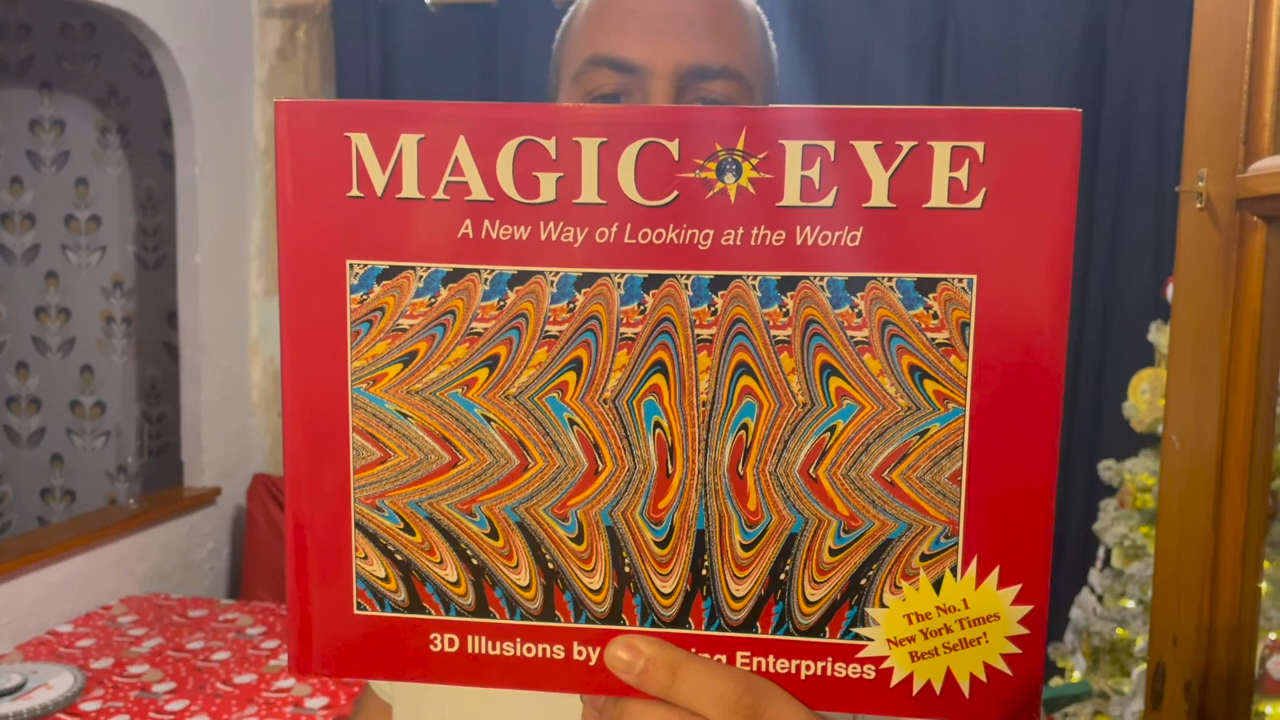 MAGIC EYE
A New Way of Looking at the World
3D Illusions by Enterprises
The No. 1
New York Times
Best Seller!